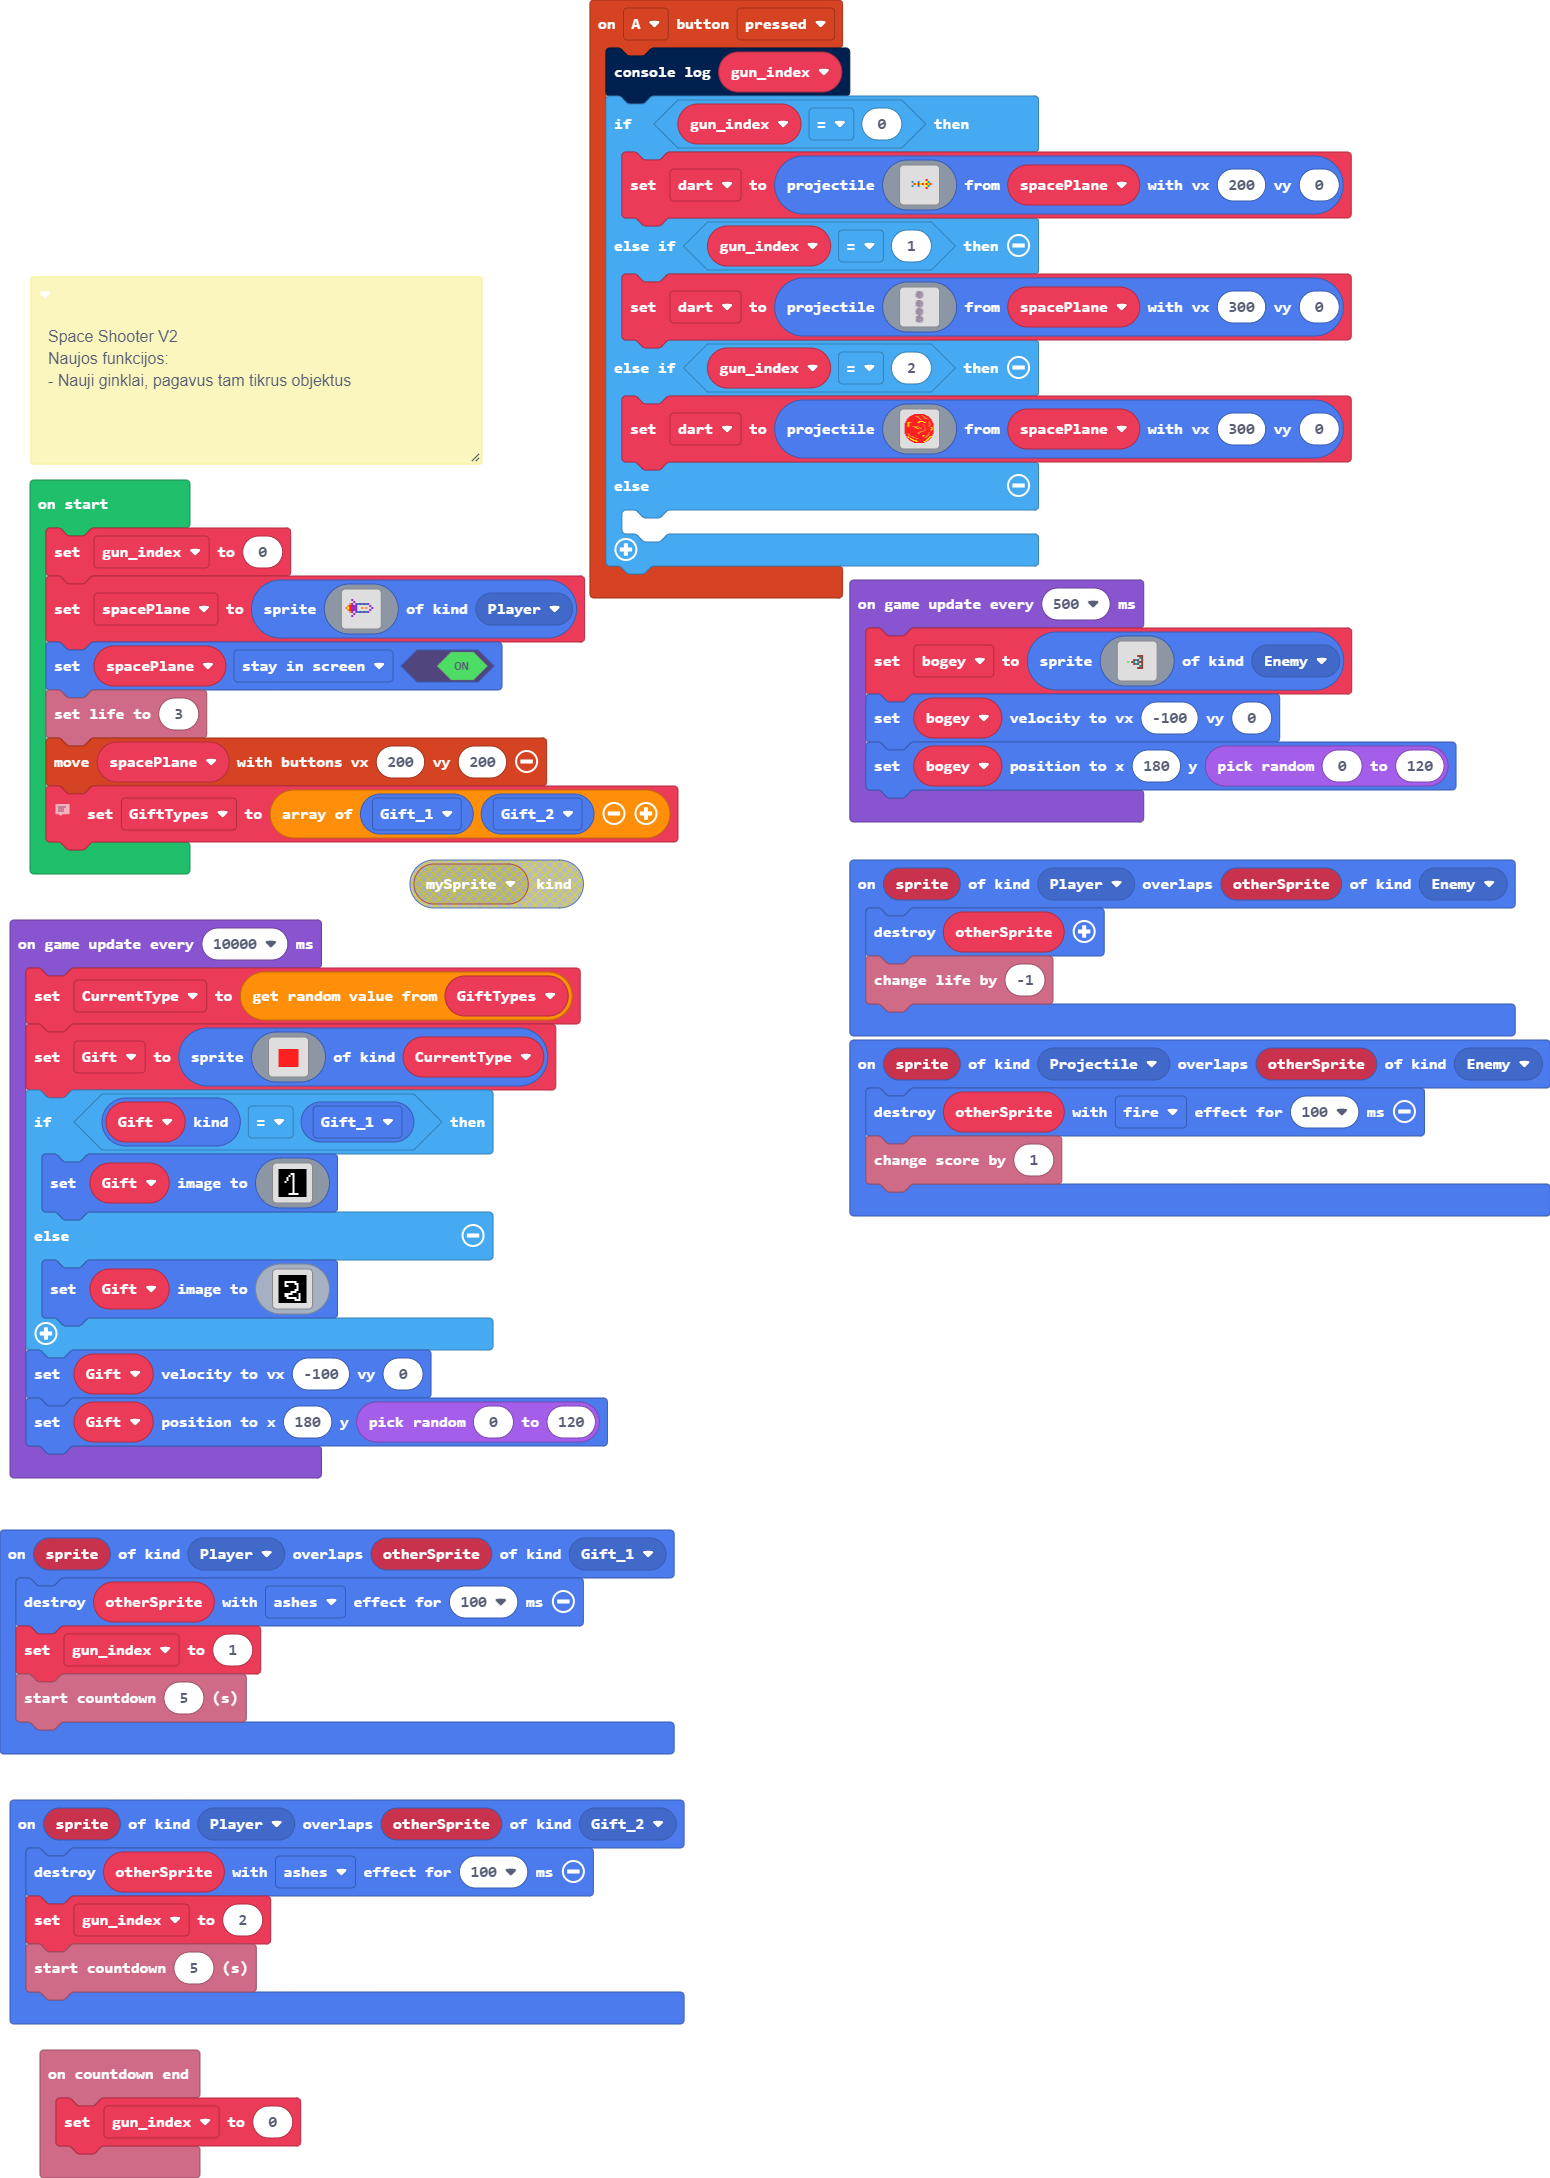 on A button pressed
console log gun_index
if gun_index = 0 then
set dart to projectile from spacePlane with vx 200 vy 0
else if gun_index = 1 then
set dart to projectile from spacePlane with vx 300 vy 0
else if gun_index = 2 then
set dart to projectile from spacePlane with vx 300 vy 0
else
Space Shooter V2
Naujos funkcijos:
- Nauji ginklai, pagavus tam tikrus objektus
on start
set gun_index to 0
set spacePlane to sprite of kind Player
set spacePlane stay in screen ON
set life to 3
move spacePlane with buttons vx 200 vy 200
set GiftTypes to array of Gift_1 Gift_2
mySprite kind
on game update every 500 ms
set bogey to sprite of kind Enemy
set bogey velocity to vx -100 vy 0
set bogey position to x 180 y pick random 0 to 120
on sprite of kind Player overlaps otherSprite of kind Enemy
destroy otherSprite
change life by -1
on sprite of kind Projectile overlaps otherSprite of kind Enemy
destroy otherSprite with fire effect for 100 ms
change score by 1
on game update every 10000 ms
set CurrentType to get random value from GiftTypes
set Gift to sprite of kind CurrentType
if Gift kind = Gift_1 then
set Gift image to 1
else
set Gift image to 2
set Gift velocity to vx -100 vy 0
set Gift position to x 180 y pick random 0 to 120
on sprite of kind Player overlaps otherSprite of kind Gift_1
destroy otherSprite with ashes effect for 100 ms
set gun_index to 1
start countdown 5 (s)
on sprite of kind Player overlaps otherSprite of kind Gift_2
destroy otherSprite with ashes effect for 100 ms
set gun_index to 2
start countdown 5 (s)
on countdown end
set gun_index to 0